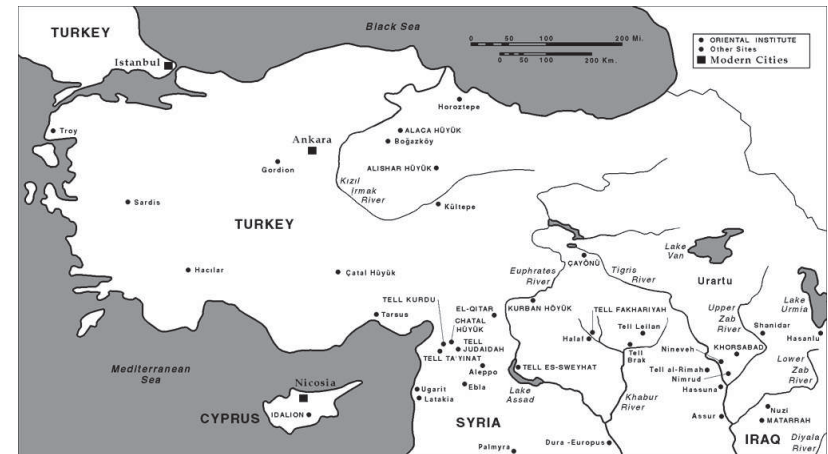 Black Sea
TURKEY
Istanbul
0 50 100 200 Mi.
0 50 100 200 Km.
ORIENTAL INSTITUTE
Other Sites
Modern Cities
Horoztepe
Troy
ALACA HÜYÜK
Boğazköy
Ankara
Gordion
ALISHAR HÜYÜK
Kızıl
Irmak
River
Sardis
Kültepe
TURKEY
Lake
Van
ÇAYÖNÜ
Hacılar
Çatal Hüyük
Euphrates
River
Tigris
River
Urartu
Lake
Urmia
TELL KURDU
EL-QITAR
CHATAL
HÜYÜK
KURBAN HÖYÜK
TELL FAKHARIYAH
Upper
Zab
River
Tarsus
Tell Leilan
Shanidar
Hasanlu
TELL
JUDAIDAH
Halaf
Nineveh
KHORSABAD
TELL TA'YINAT
Tell
Brak
Lower
Zab
River
Mediterranean
Sea
Aleppo
TELL ES-SWEYHAT
Tell al-Rimah
Nimrud
Nicosia
Ebla
Lake
Assad
Hassuna
Ugarit
Latakia
Khabur
River
CYPRUS
IDALION
SYRIA
Assur
Nuzi
MATARRAH
Palmyra
Dura -Europus
IRAQ
Diyala
River